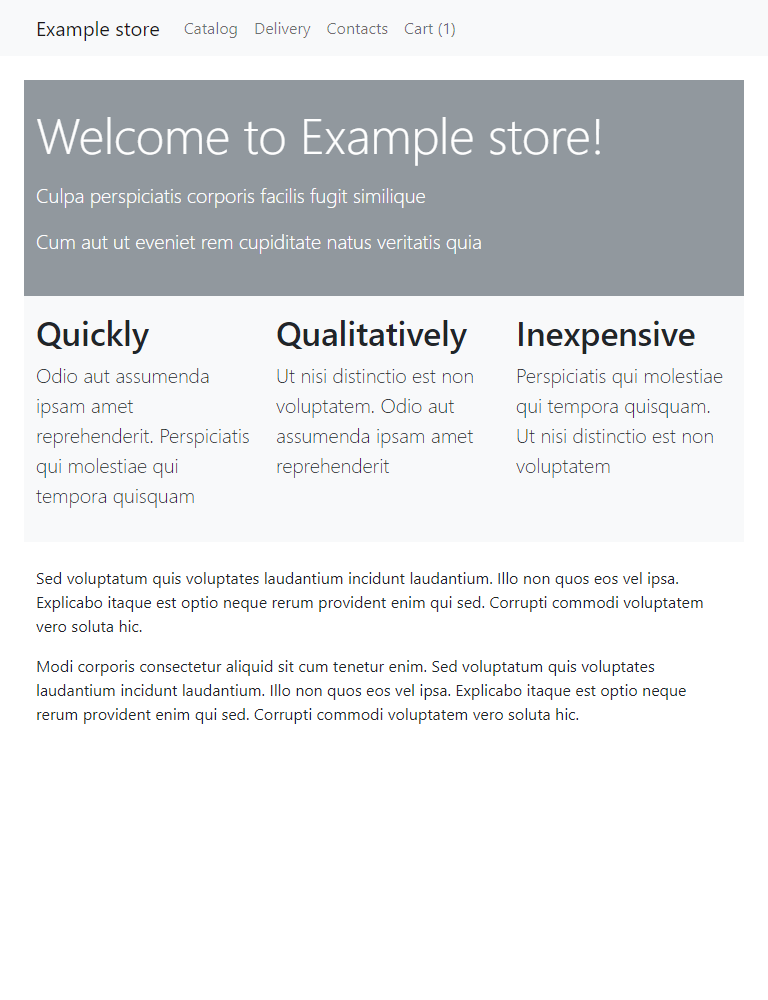 Example store Catalog Delivery Contacts Cart (1)
Welcome to Example store!
Culpa perspiciatis corporis facilis fugit similique
Cum aut ut eveniet rem cupiditate natus veritatis quia
Quickly
Odio aut assumenda
ipsam amet
reprehenderit. Perspiciatis
qui molestiae qui
tempora quisquam
Qualitatively
Ut nisi distinctio est non
voluptatem. Odio aut
assumenda ipsam amet
reprehenderit
Inexpensive
Perspiciatis qui molestiae
qui tempora quisquam.
Ut nisi distinctio est non
voluptatem
Sed voluptatum quis voluptates laudantium incidunt laudantium. Illo non quos eos vel ipsa.
Explicabo itaque est optio neque rerum provident enim qui sed. Corrupti commodi voluptatem
vero soluta hic.
Modi corporis consectetur aliquid sit cum tenetur enim. Sed voluptatum quis voluptates
laudantium incidunt laudantium. Illo non quos eos vel ipsa. Explicabo itaque est optio neque
rerum provident enim qui sed. Corrupti commodi voluptatem vero soluta hic.